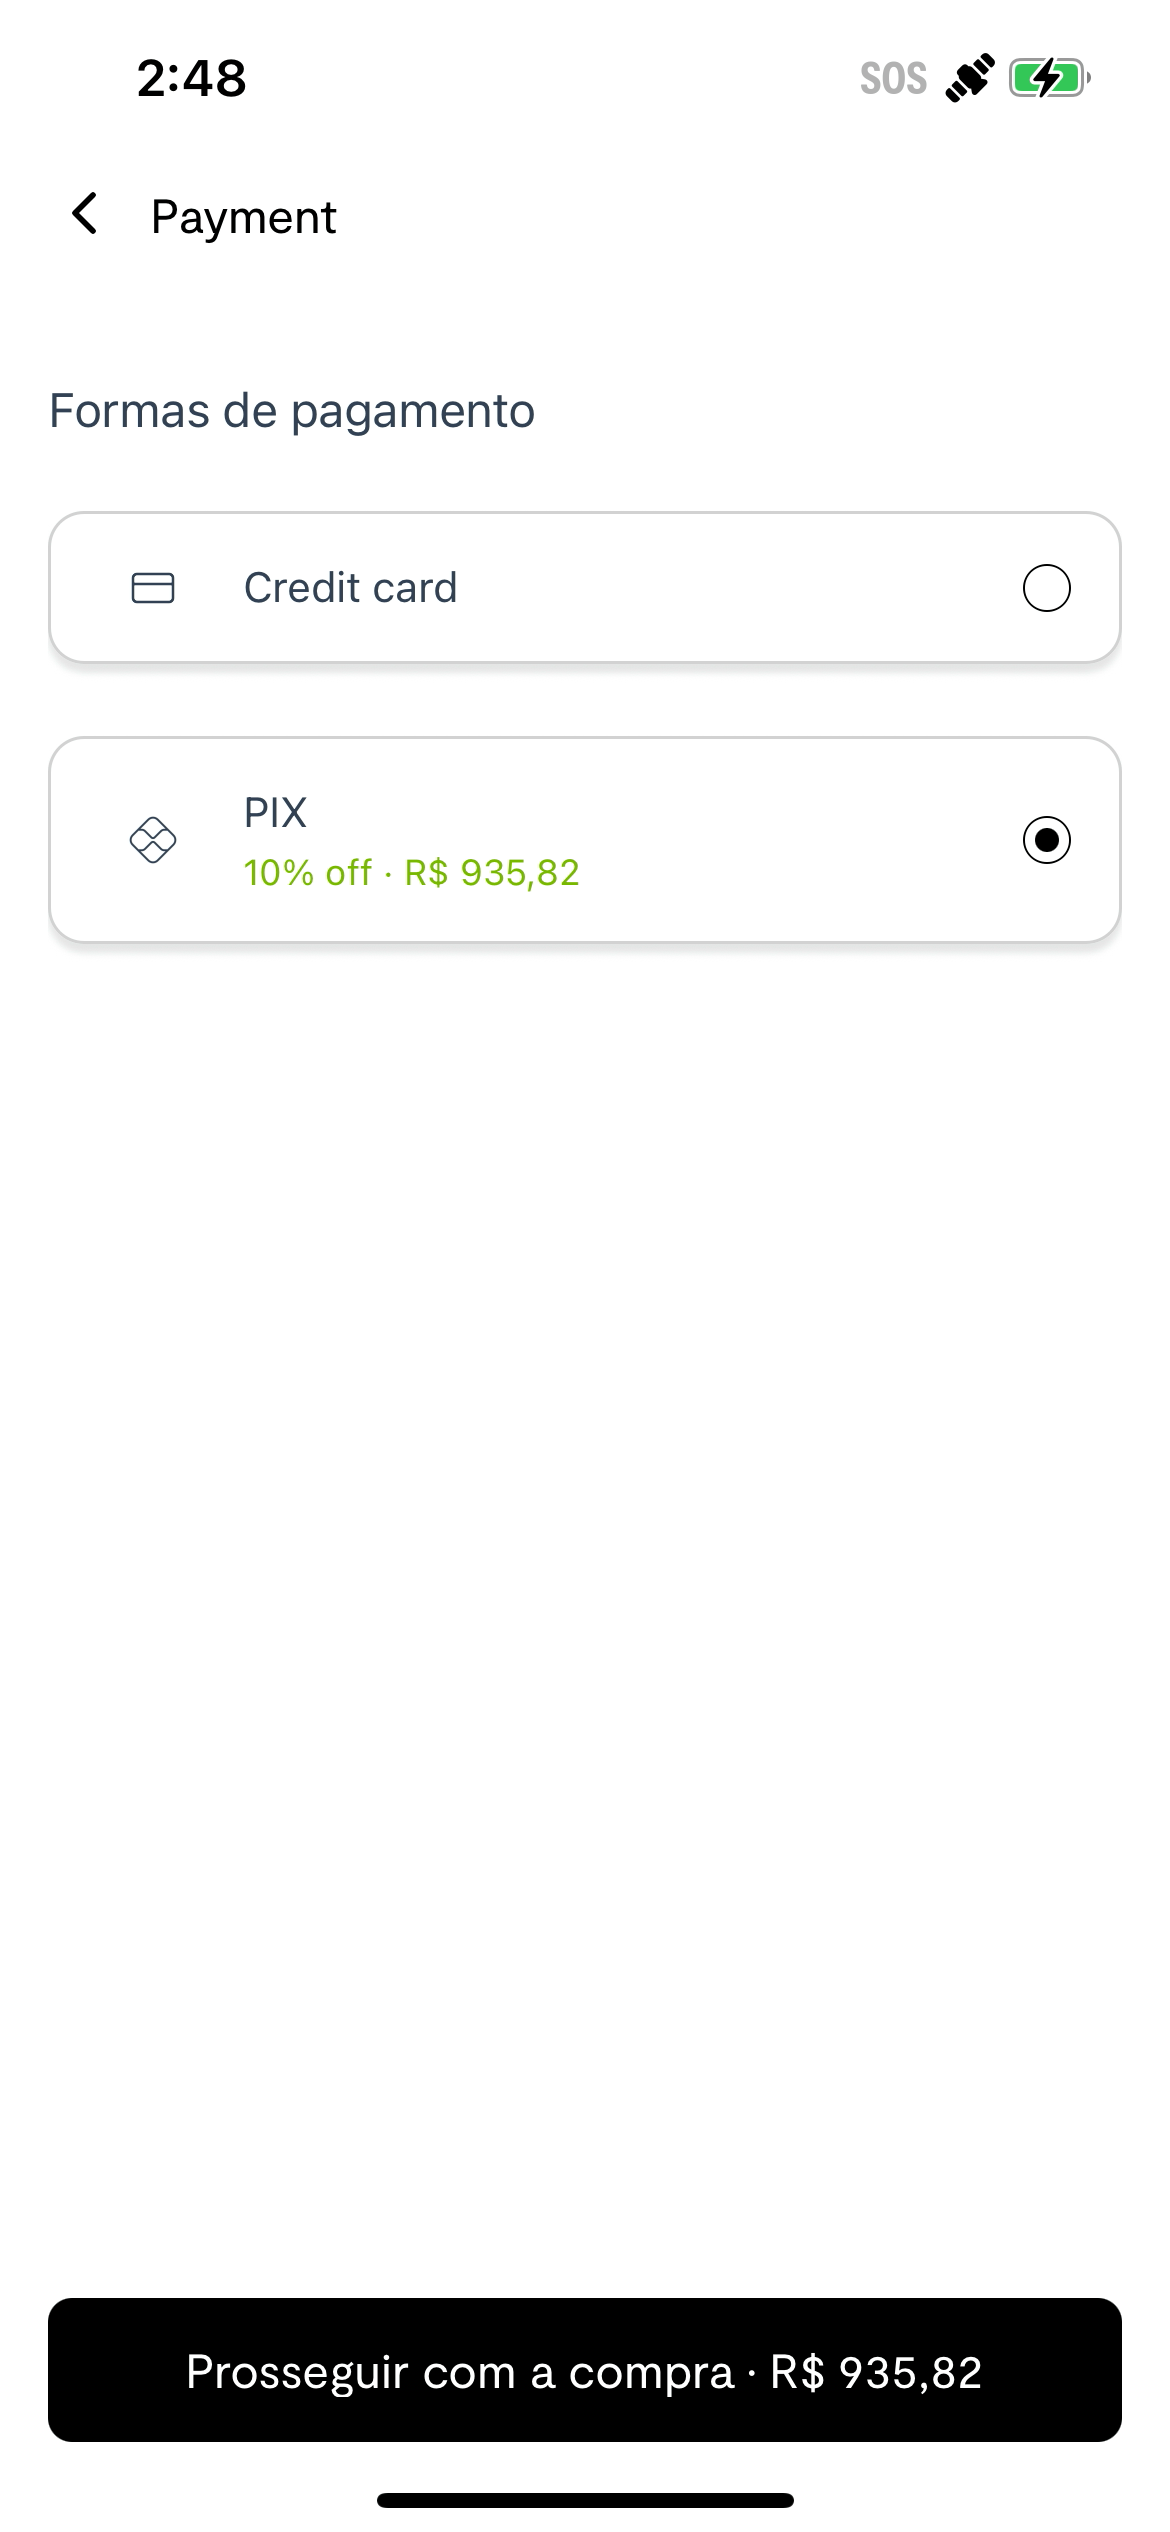 2:48
SOS
Payment
Formas de pagamento
Credit card
PIX
10% off · R$ 935,82
Prosseguir com a compra · R$ 935,82